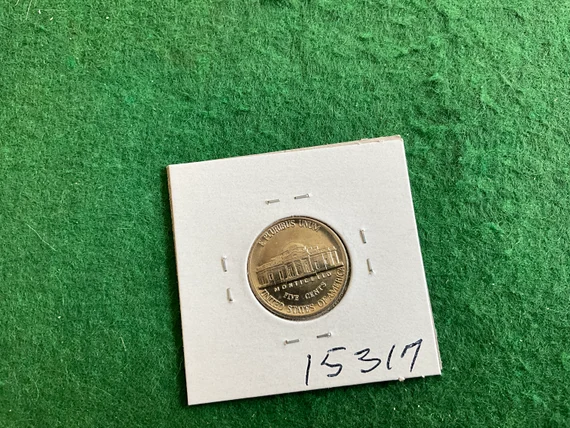 E PLURIBUS UNUM
MONTICELLO
FIVE CENTS
UNITED STATES OF AMERICA
15317